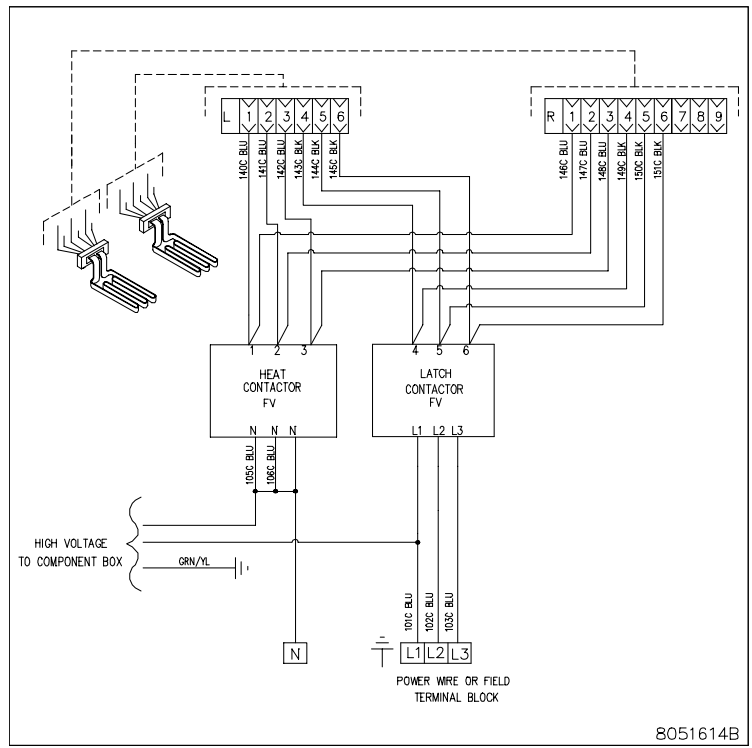 L 1 2 3 4 5 6
R 1 2 3 4 5 6 7 8 9
140C BLU
141C BLU
142C BLU
143C BLK
144C BLK
145C BLK
146C BLU
147C BLU
148C BLU
149C BLK
150C BLK
151C BLK
1 2 3
HEAT
CONTACTOR
FV
N N N
4 5 6
LATCH
CONTACTOR
FV
L1 L2 L3
105C BLU
106C BLU
HIGH VOLTAGE
TO COMPONENT BOX
GRN/YL
101C BLU
102C BLU
103C BLU
N
L1 L2 L3
POWER WIRE OR FIELD
TERMINAL BLOCK
8051614B